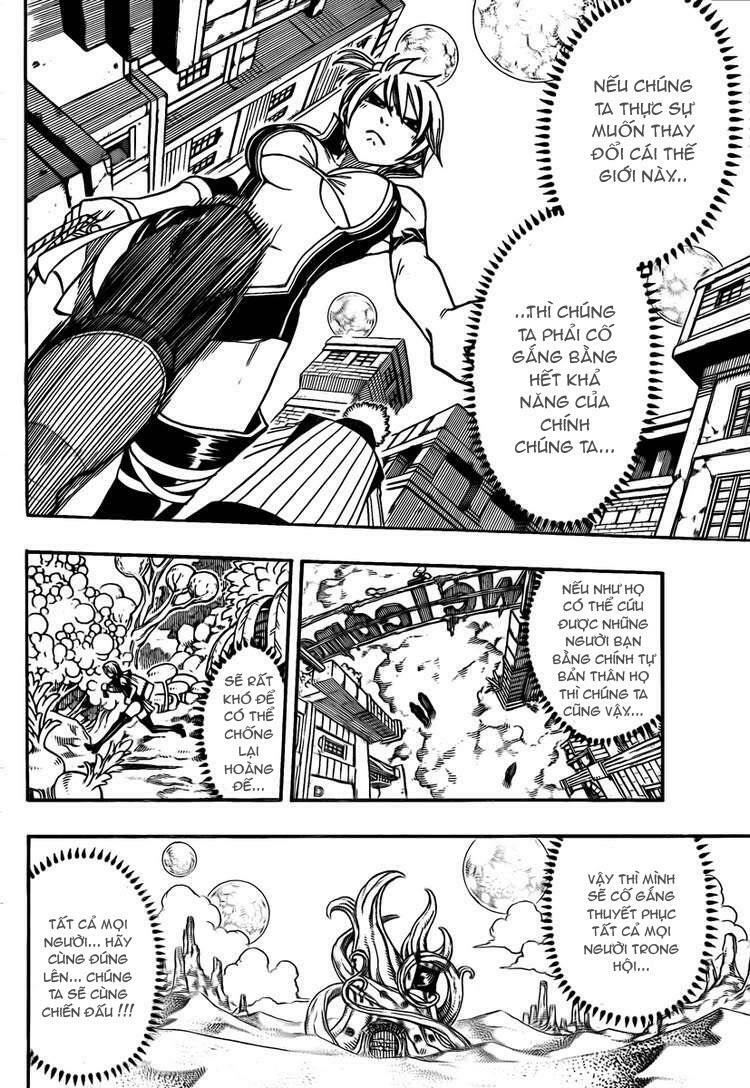 NẾU CHÚNG
TA THỰC SỰ
MUỐN THAY
ĐỔI CÁI THẾ
GIỚI NÀY...
...THÌ CHÚNG
TA PHẢI CỐ
GẮNG BẰNG
HẾT KHẢ
NĂNG CỦA
CHÍNH
CHÚNG TA...
NẾU NHƯ HỌ
CÓ THỂ CỨU
ĐƯỢC NHỮNG
NGƯỜI BẠN
BẰNG CHÍNH TỰ
BẢN THÂN HỌ
THÌ CHÚNG TA
CŨNG VẬY...
SẼ RẤT
KHÓ ĐỂ
CÓ THỂ
CHỐNG
LẠI
HOÀNG
ĐẾ...
VẬY THÌ MÌNH
SẼ CỐ GẮNG
THUYẾT PHỤC
TẤT CẢ MỌI
NGƯỜI TRONG
HỘI...
TẤT CẢ MỌI
NGƯỜI... HÃY
CÙNG ĐÚNG
LÊN... CHÚNG
TA SẼ CÙNG
CHIẾN ĐẤU !!!